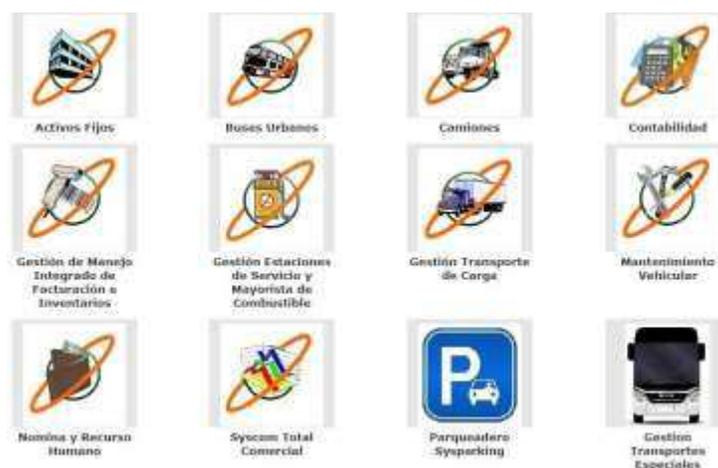 Activos Fijos
Buses Urbanos
Camiones
Contabilidad
Gestión de Manejo
Integrado de
Facturación e
Inventarios
Gestión Estaciones
de Servicio y
Mayorista de
Combustible
Gestión Transporte
de Carga
Mantenimiento
Vehicular
Nomina y Recurso
Humano
Syscom Total
Comercial
P
Parqueadero
Sysparking
Gestion
Transportes
Especiales